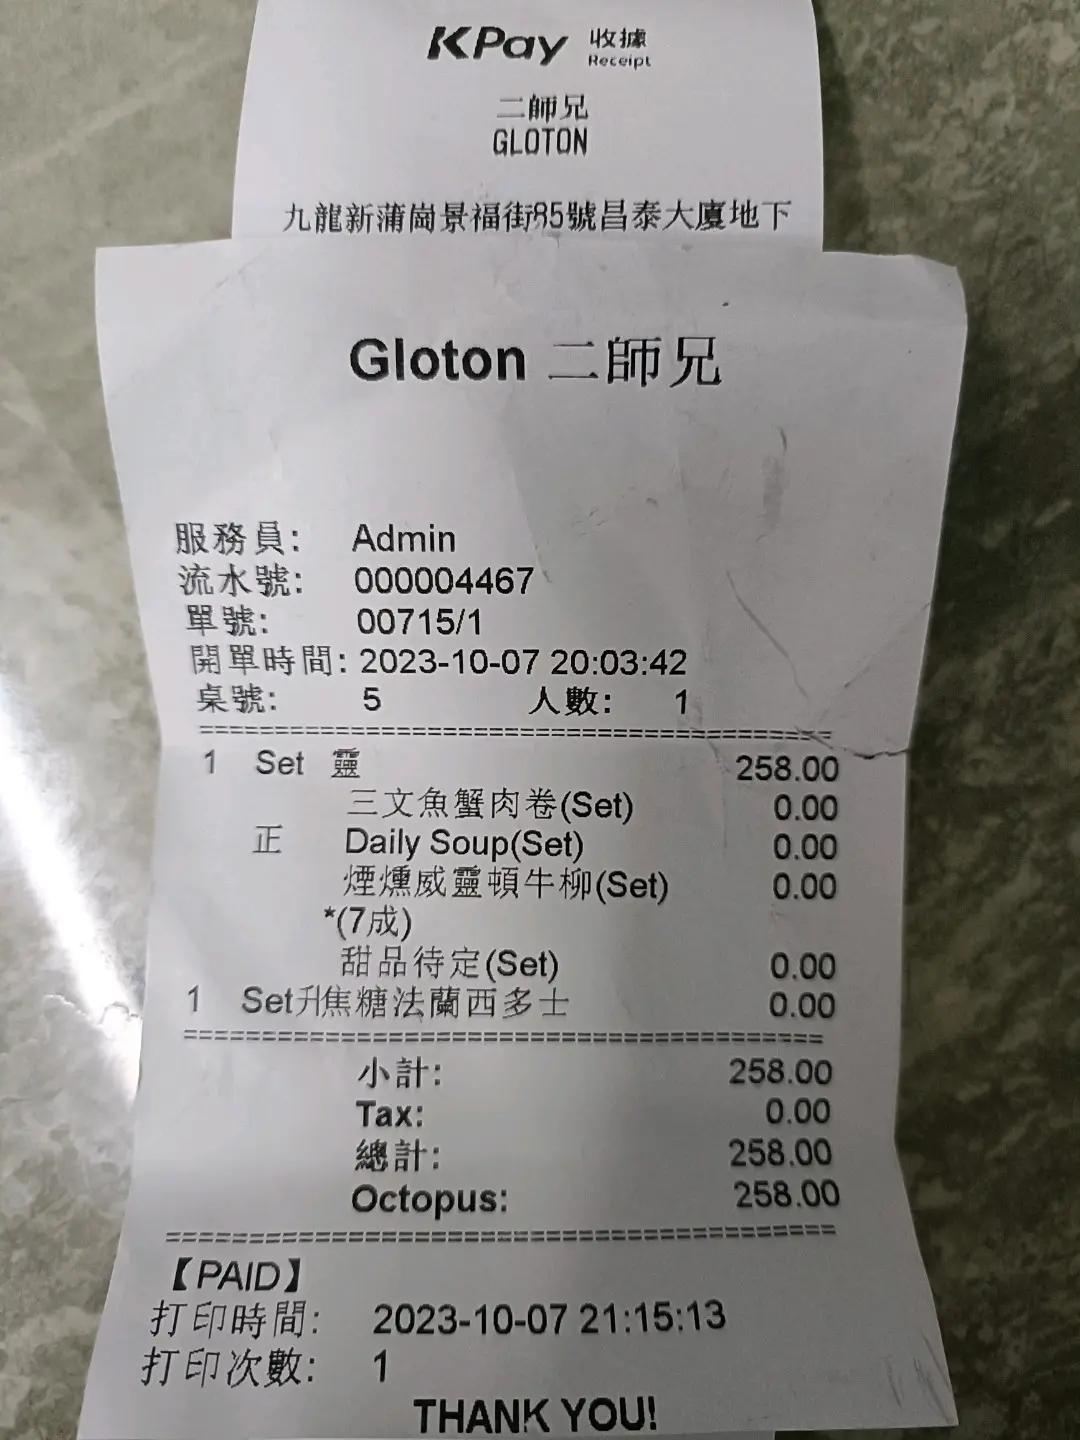 KPay 收據
Receipt
二師兄
GLOTON
九龍新蒲崗景福街85號昌泰大廈地下
Gloton 二師兄
服務員: Admin
流水號: 000004467
單號: 00715/1
開單時間: 2023-10-07 20:03:42
桌號: 5 人數: 1
======================================
1 Set 靈 258.00
三文魚蟹肉卷(Set) 0.00
正 Daily Soup(Set) 0.00
煙燻威靈頓牛柳(Set) 0.00
*(7成)
甜品待定(Set) 0.00
1 Set升焦糖法蘭西多士 0.00
======================================
小計: 258.00
Tax: 0.00
總計: 258.00
Octopus: 258.00
======================================
【PAID】
打印時間: 2023-10-07 21:15:13
打印次數: 1
THANK YOU!